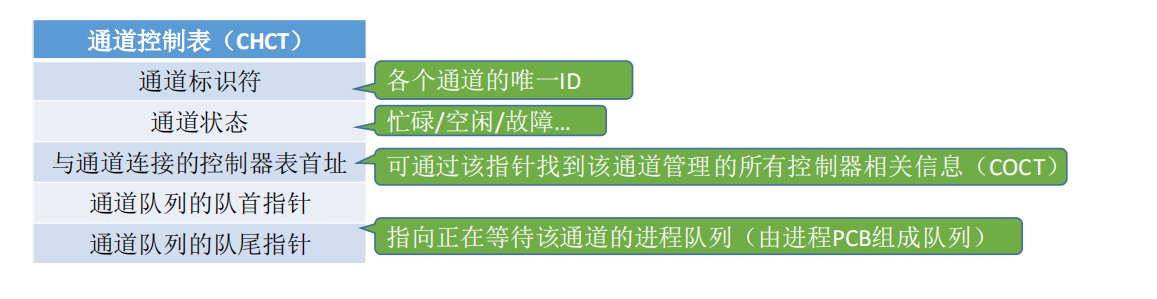 通道控制表（CHCT）
通道标识符
各个通道的唯一ID
通道状态
忙碌/空闲/故障…
与通道连接的控制器表首址
可通过该指针找到该通道管理的所有控制器相关信息（COCT）
通道队列的队首指针
通道队列的队尾指针
指向正在等待该通道的进程队列（由进程PCB组成队列）